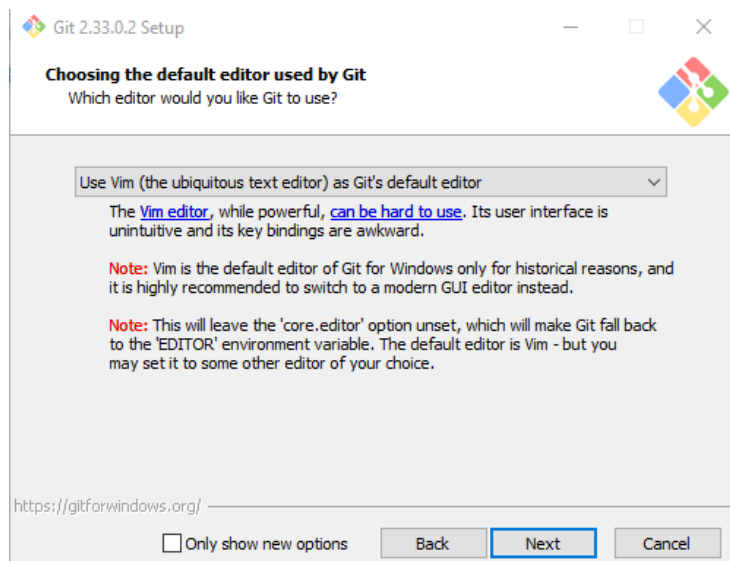 Git 2.33.0.2 Setup
Choosing the default editor used by Git
Which editor would you like Git to use?
Use Vim (the ubiquitous text editor) as Git's default editor
The Vim editor, while powerful, can be hard to use. Its user interface is
unintuitive and its key bindings are awkward.
Note: Vim is the default editor of Git for Windows only for historical reasons, and
it is highly recommended to switch to a modern GUI editor instead.
Note: This will leave the 'core.editor' option unset, which will make Git fall back
to the 'EDITOR' environment variable. The default editor is Vim - but you
may set it to some other editor of your choice.
https://gitforwindows.org/
Only show new options Back Next Cancel